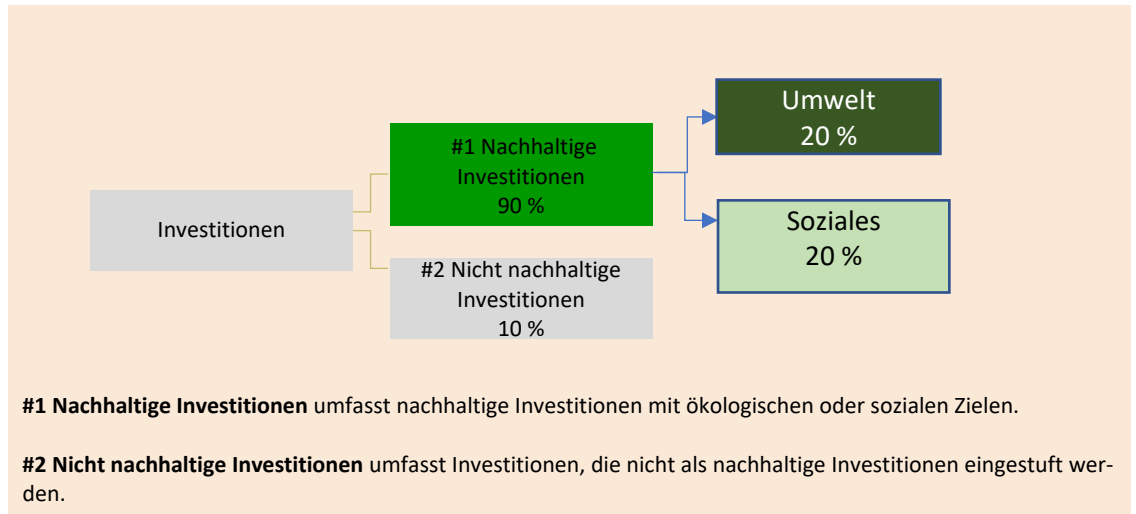 Umwelt
20 %
#1 Nachhaltige
Investitionen
90 %
Investitionen
Soziales
20 %
#2 Nicht nachhaltige
Investitionen
10 %
#1 Nachhaltige Investitionen umfasst nachhaltige Investitionen mit ökologischen oder sozialen Zielen.
#2 Nicht nachhaltige Investitionen umfasst Investitionen, die nicht als nachhaltige Investitionen eingestuft wer-
den.